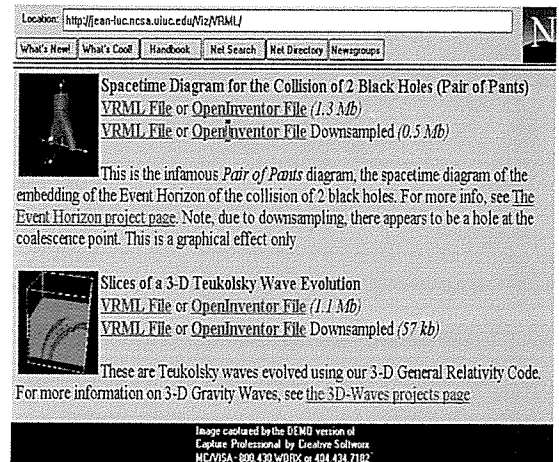 Location: http://jean-luc.ncsa.uiuc.edu/Viz/VRML/
N
What's New! What's Cool! Handbook Net Search Net Directory Newsgroups
Spacetime Diagram for the Collision of 2 Black Holes (Pair of Pants)
VRML File or OpenInventor File (1.3 Mb)
VRML File or OpenInventor File Downsampled (0.5 Mb)
This is the infamous Pair of Pants diagram, the spacetime diagram of the
embedding of the Event Horizon of the collision of 2 black holes. For more info, see The
Event Horizon project page. Note, due to downsampling, there appears to be a hole at the
coalescence point. This is a graphical effect only
Slices of a 3-D Teukolsky Wave Evolution
VRML File or OpenInventor File (1.1 Mb)
VRML File or OpenInventor File Downsampled (57 kb)
These are Teukolsky waves evolved using our 3-D General Relativity Code.
For more information on 3-D Gravity Waves, see the 3D-Waves projects page
Image captured by the DEMO version of
Capture Professional by Creative Softworx
MC/VISA - 800.430.WORX or 404.434.7182